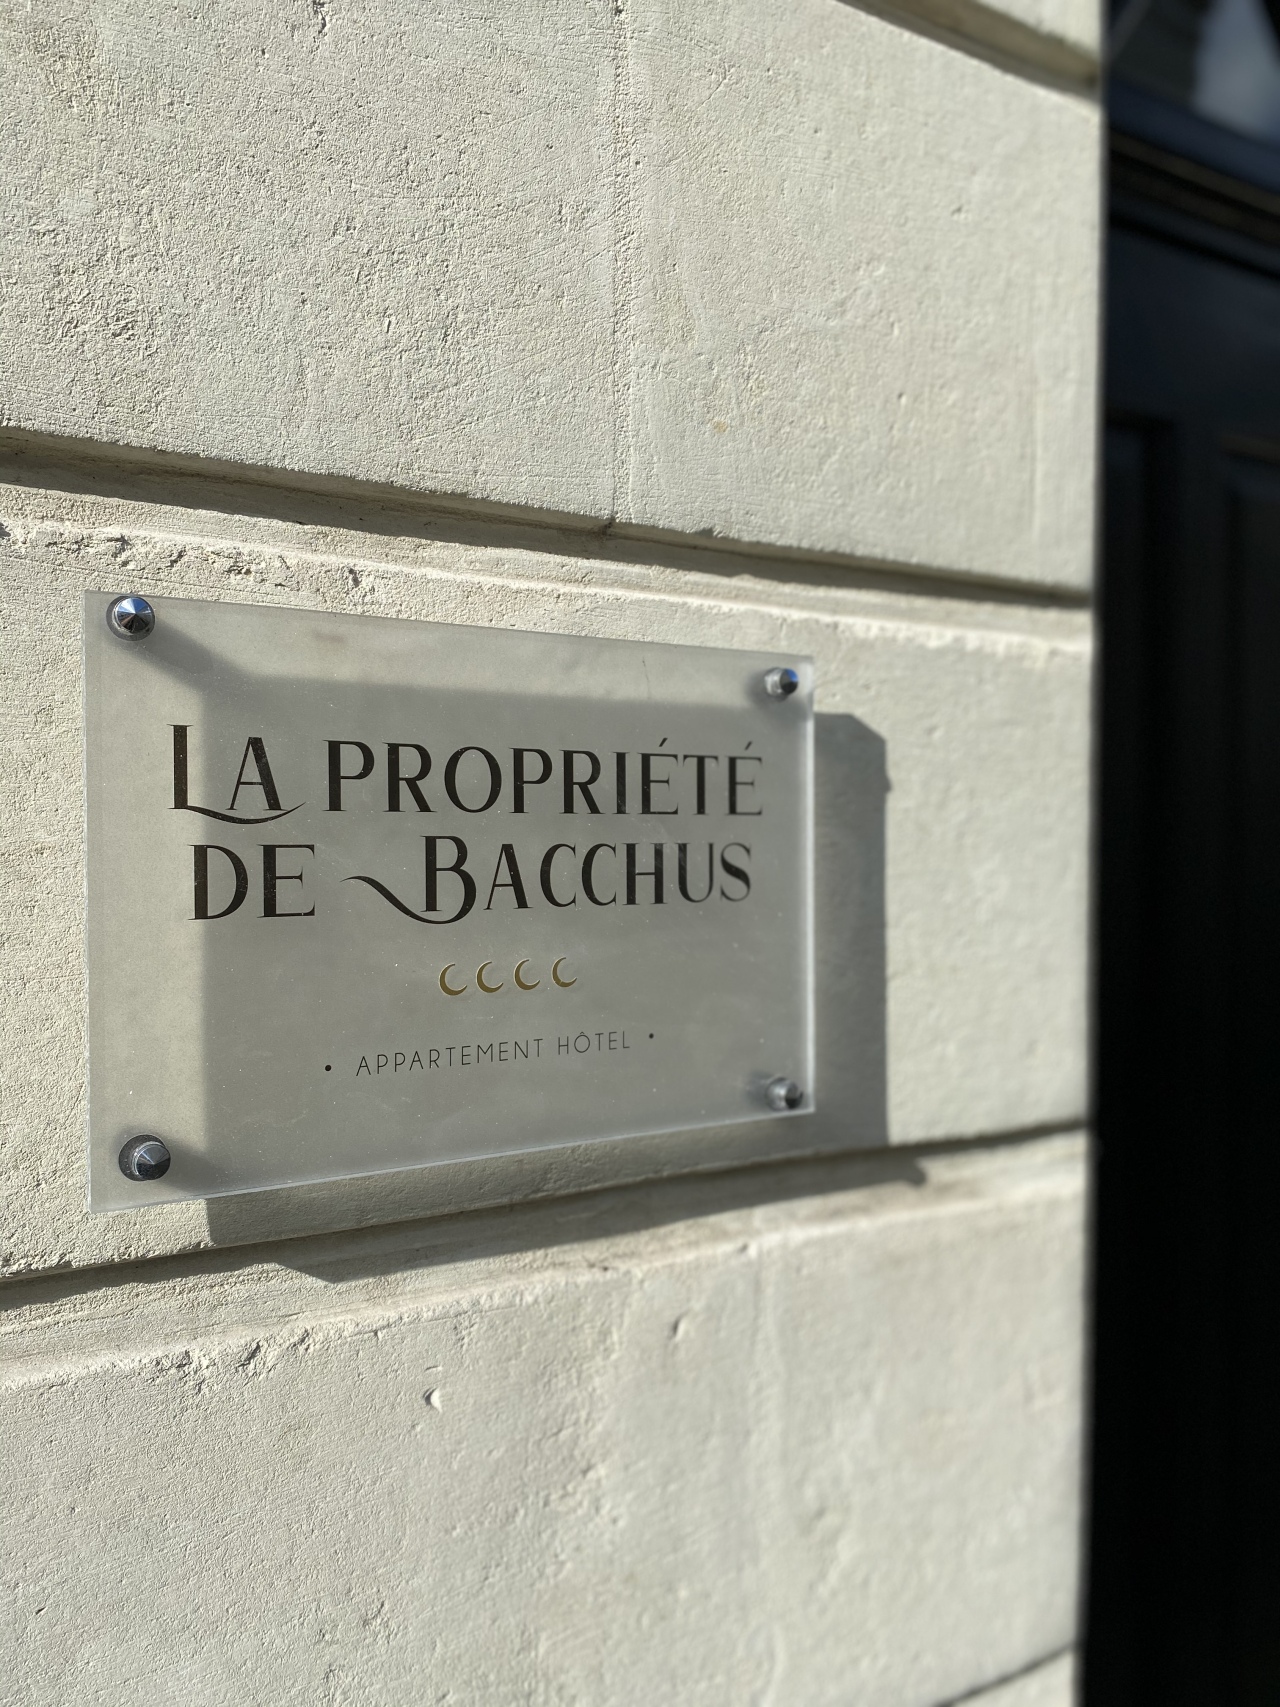 LA PROPRIÉTÉ
DE BACCHUS
• APPARTEMENT HÔTEL •